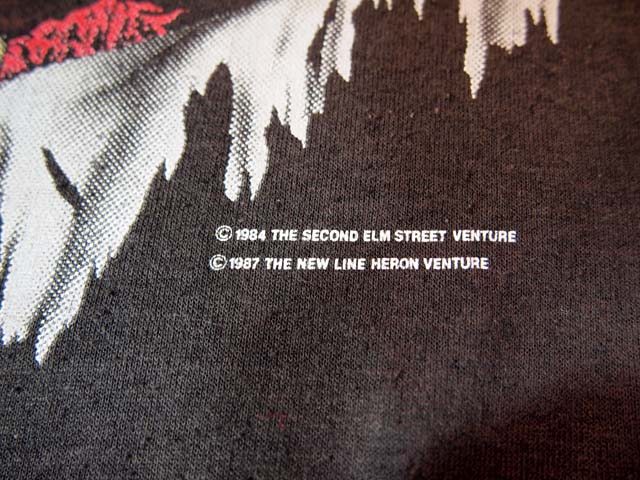 © 1984 THE SECOND ELM STREET VENTURE
© 1987 THE NEW LINE HERON VENTURE